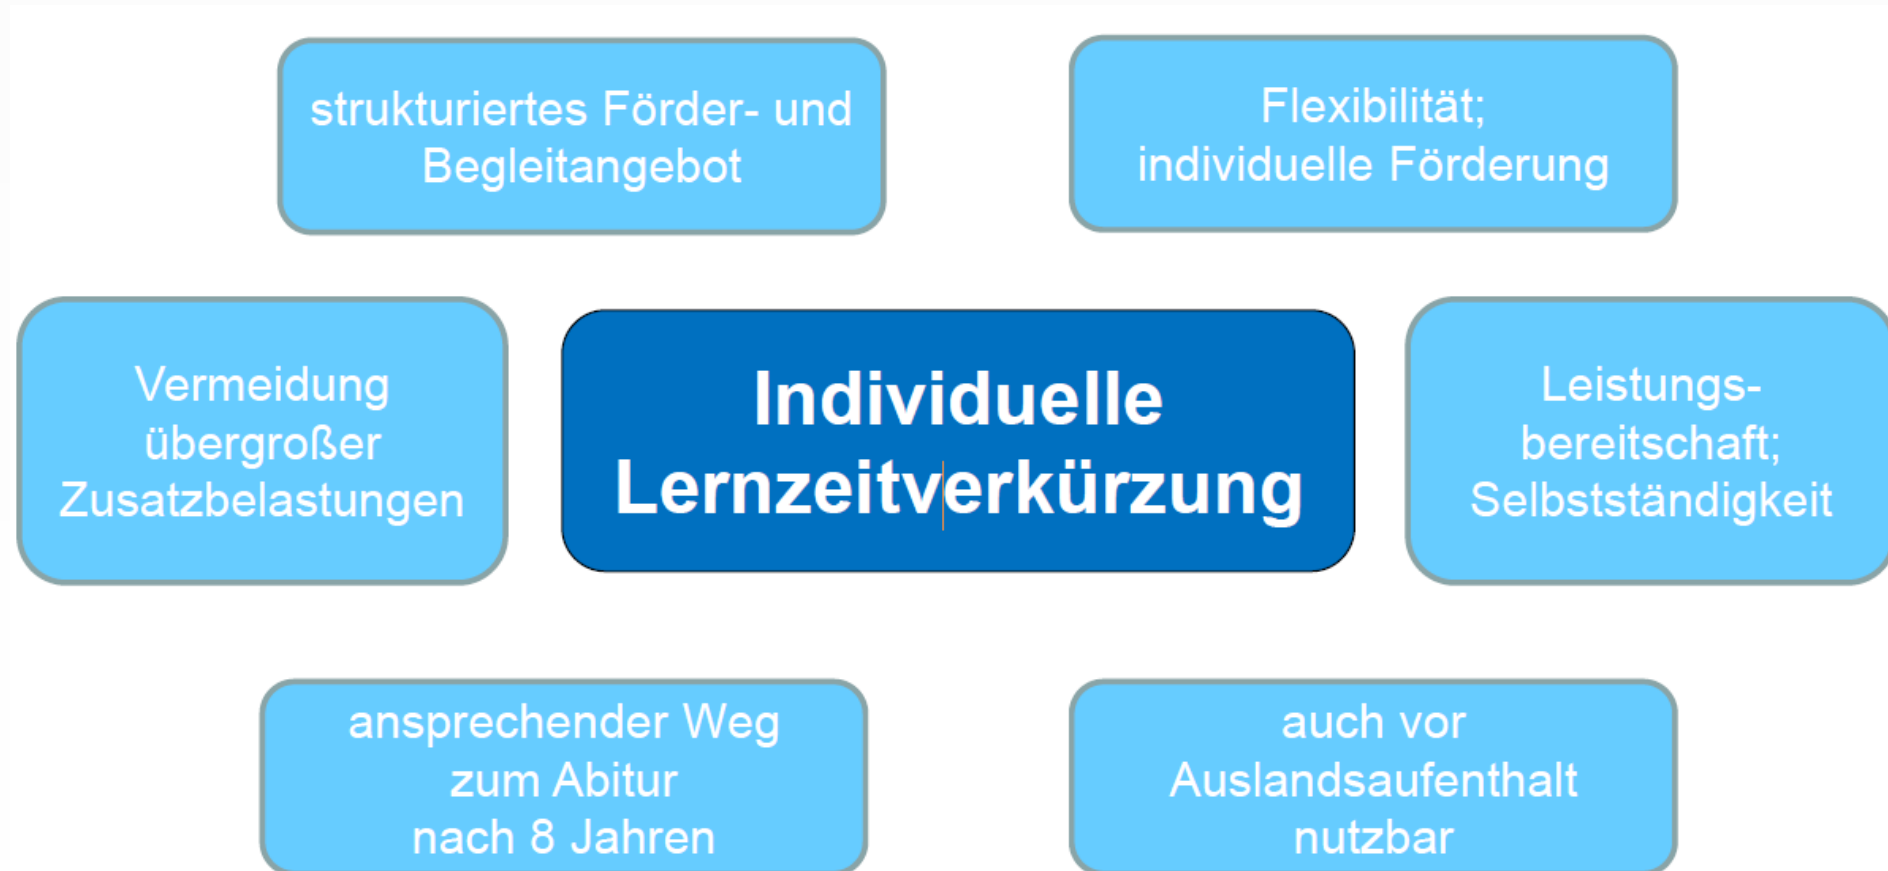 strukturiertes Förder- und
Begleitangebot
Flexibilität;
individuelle Förderung
Vermeidung
übergroßer
Zusatzbelastungen
Individuelle
Lernzeitverkürzung
Leistungs-
bereitschaft;
Selbstständigkeit
ansprechender Weg
zum Abitur
nach 8 Jahren
auch vor
Auslandsaufenthalt
nutzbar